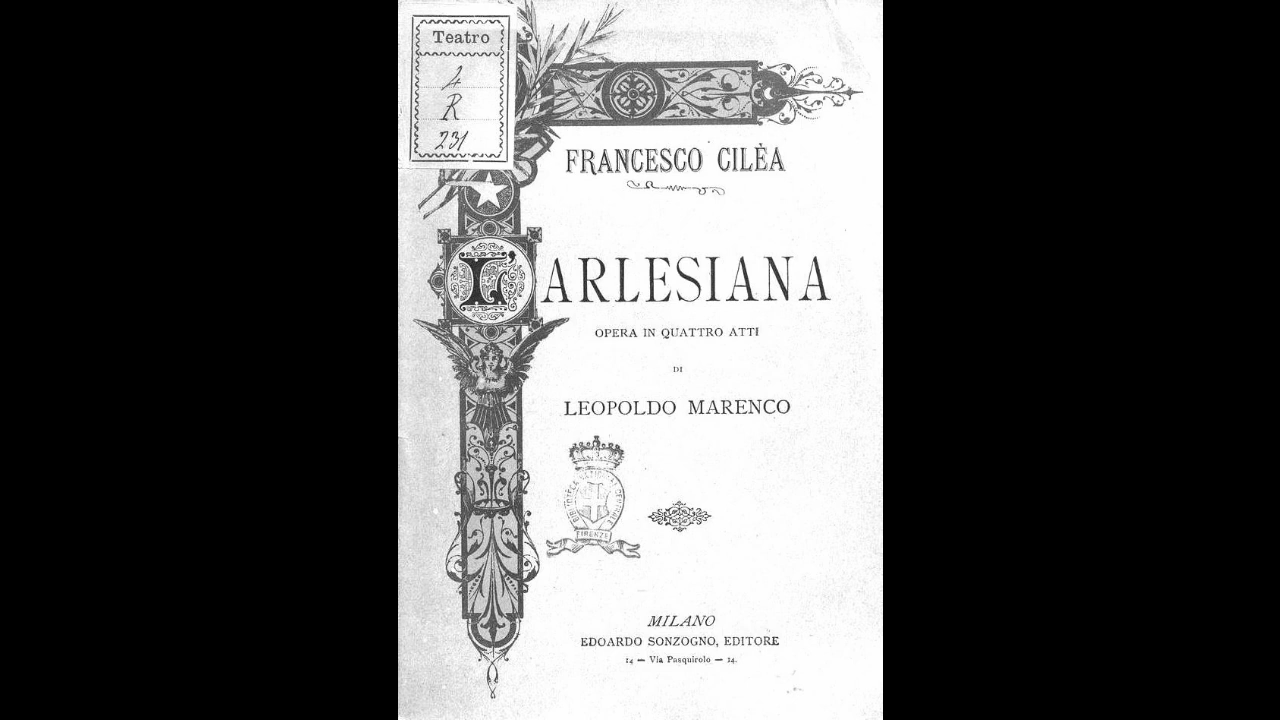 Teatro
4
R
231
FRANCESCO CILÈA
L'ARLESIANA
OPERA IN QUATTRO ATTI
DI
LEOPOLDO MARENCO
FIRENZE
MILANO
EDOARDO SONZOGNO, EDITORE
14 — Via Pasquirolo — 14.